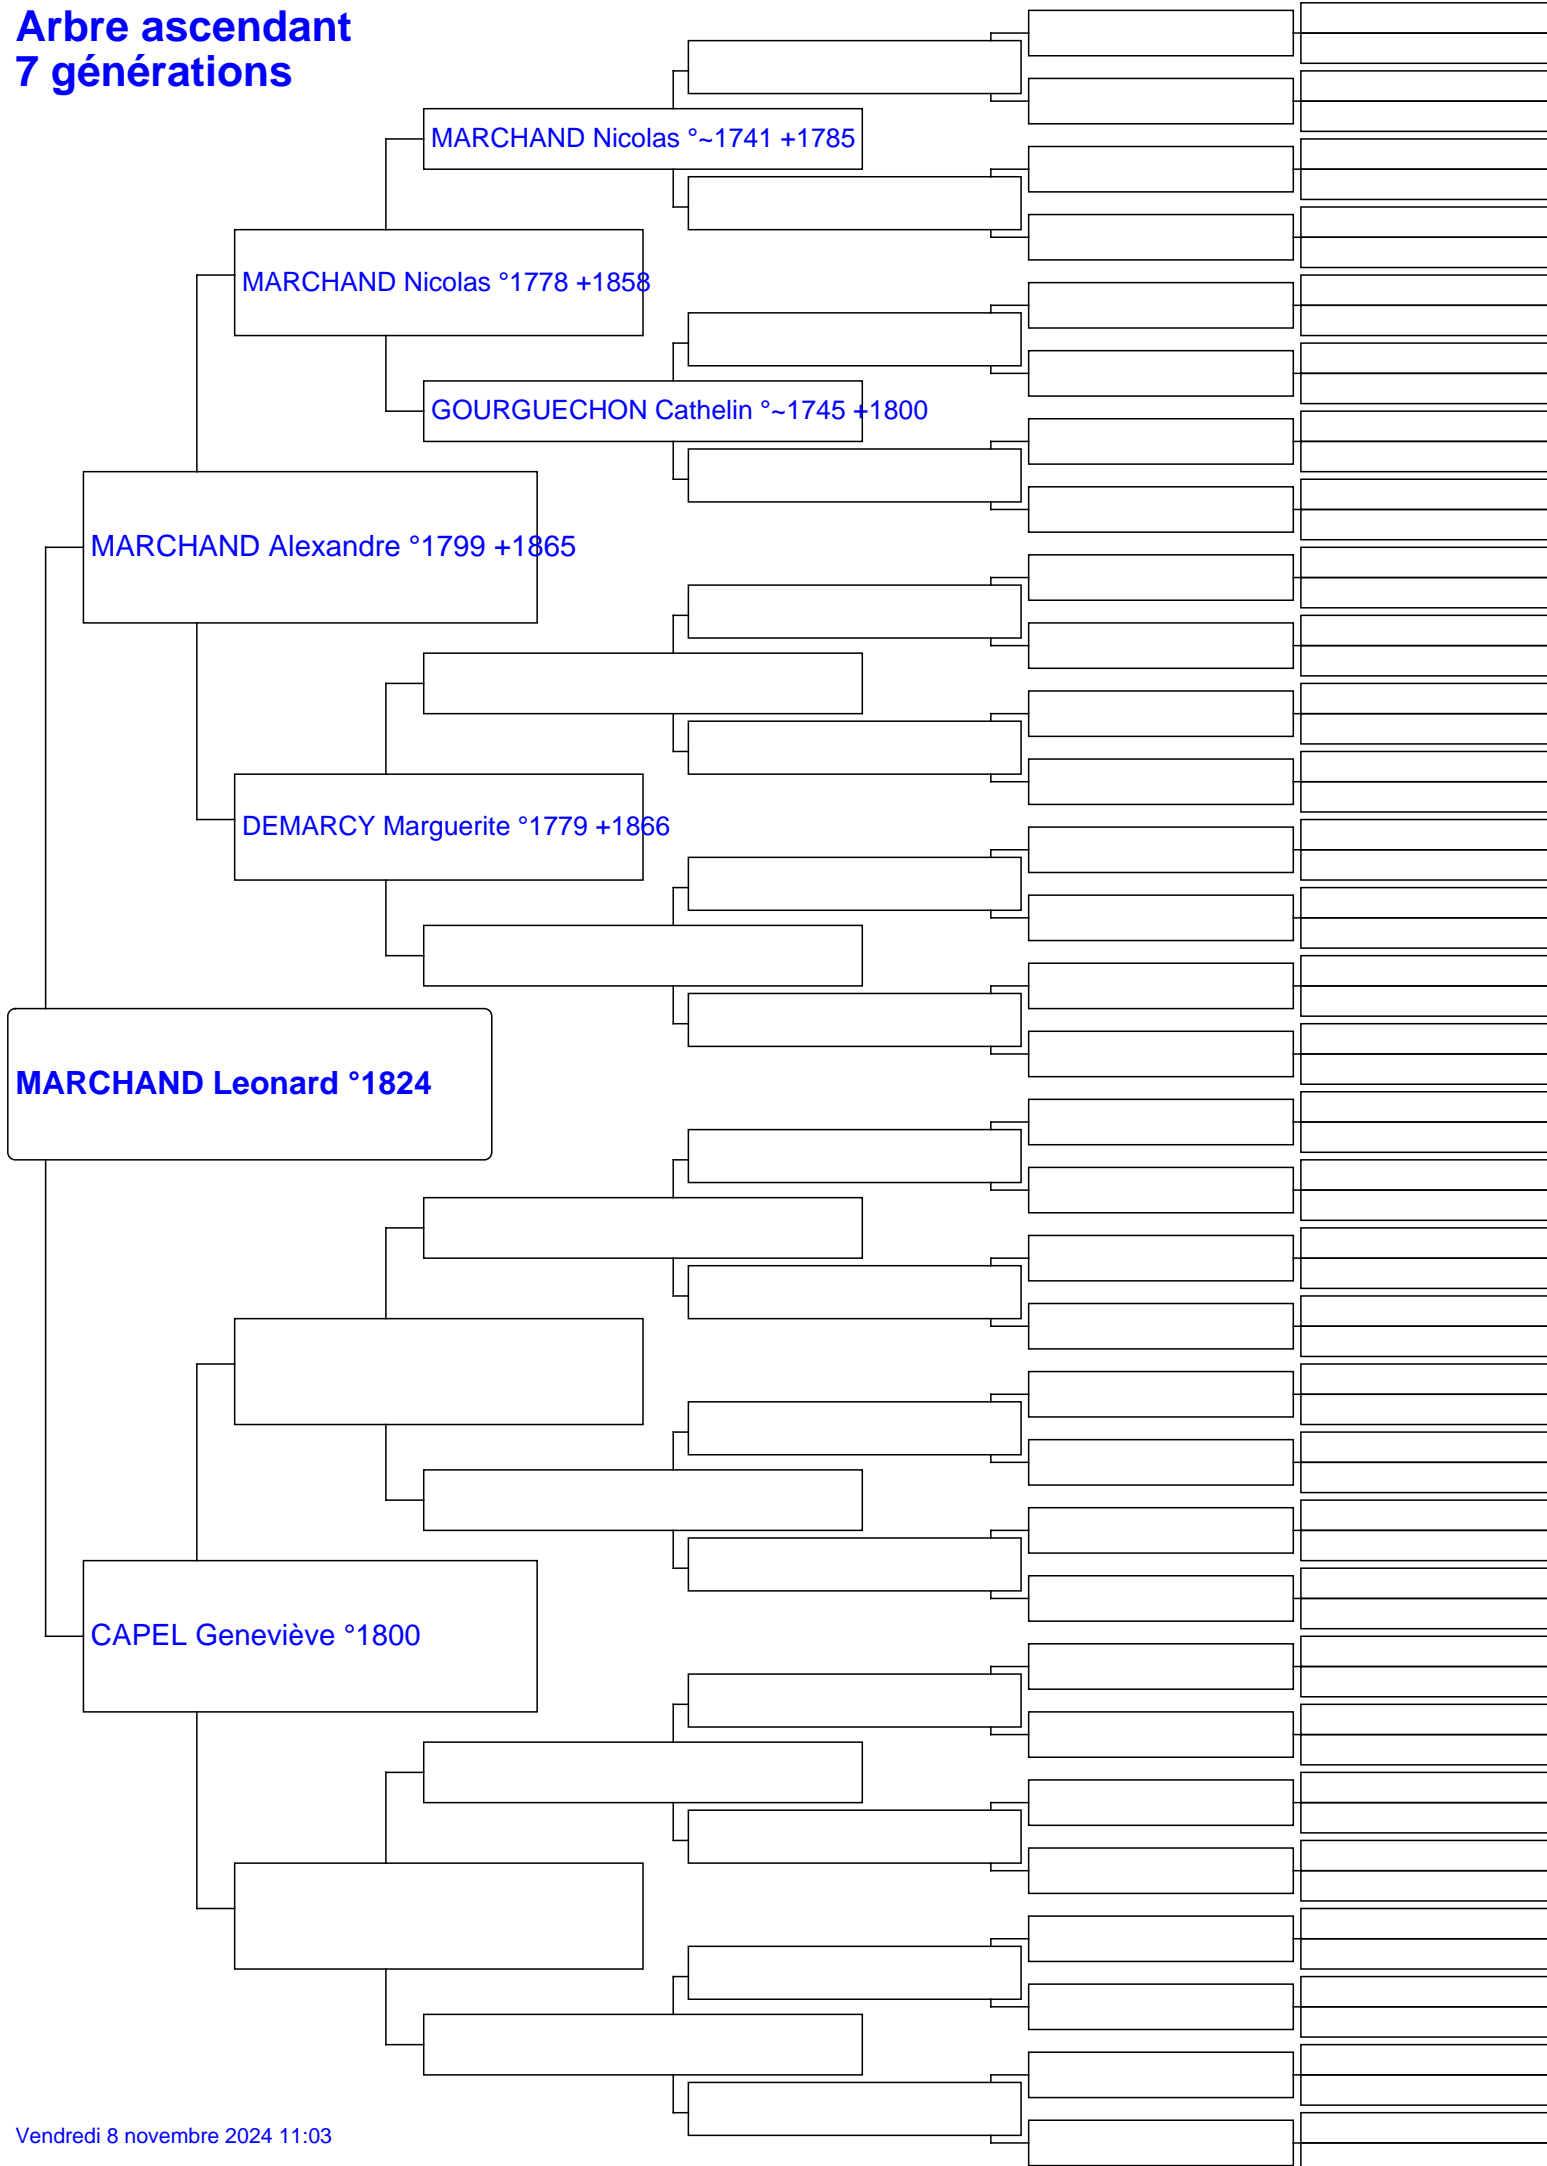 Arbre ascendant
7 générations
MARCHAND Nicolas °~1741 +1785
MARCHAND Nicolas °1778 +1858
GOURGUECHON Cathelin °~1745 +1800
MARCHAND Alexandre °1799 +1865
DEMARCY Marguerite °1779 +1866
MARCHAND Leonard °1824
CAPEL Geneviève °1800
Vendredi 8 novembre 2024 11:03